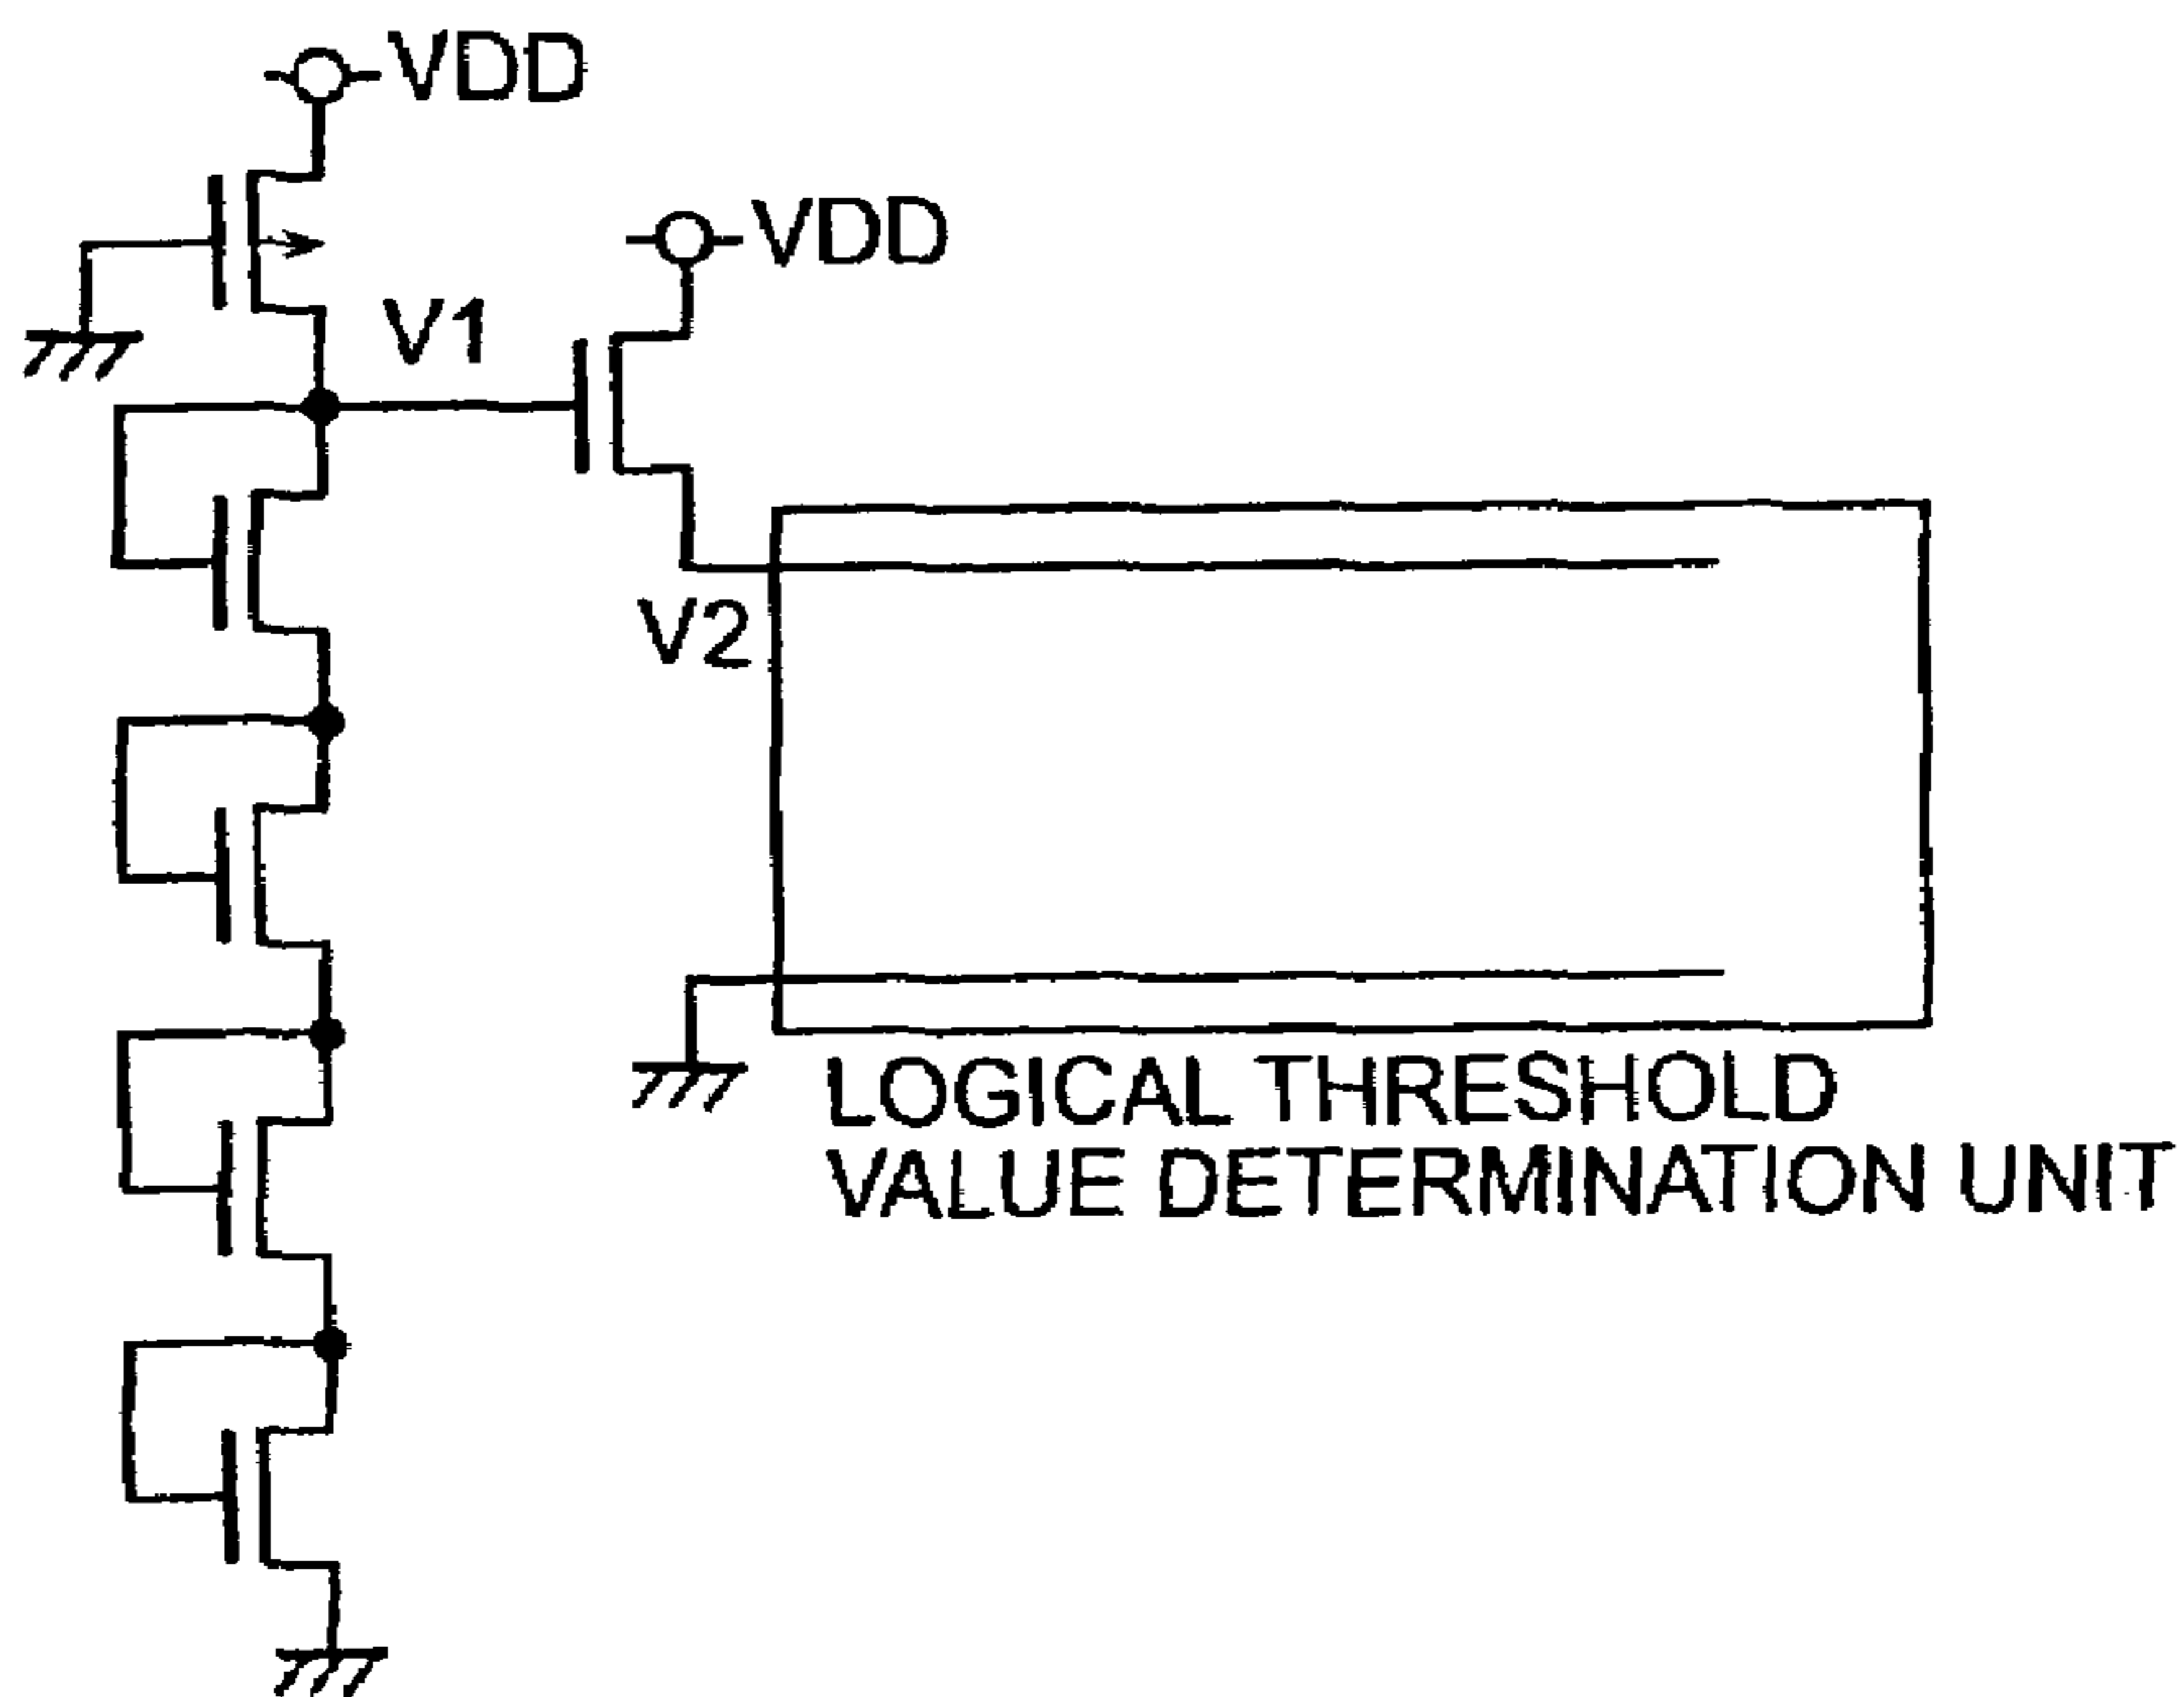 VDD
VDD
V1
V2
LOGICAL THRESHOLD
VALUE DETERMINATION UNIT